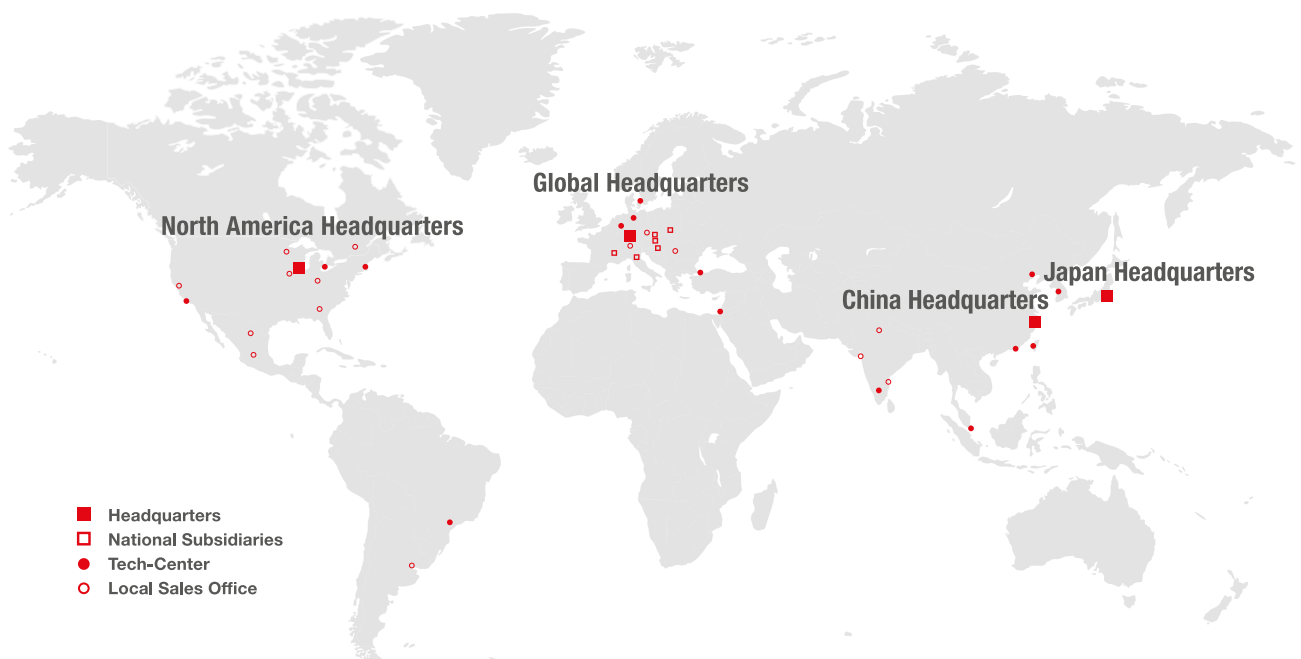 Global Headquarters
North America Headquarters
Japan Headquarters
China Headquarters
Headquarters
National Subsidiaries
Tech-Center
Local Sales Office